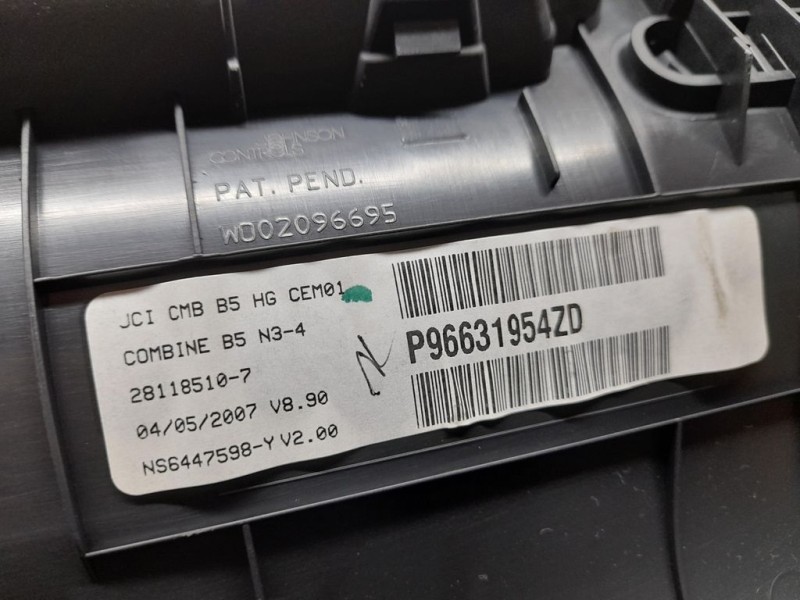 JOHNSON
CONTROLS
PAT. PEND.
WO02096695
JCI CMB B5 HG CEM01
COMBINE B5 N3-4
28118510-7
04/05/2007 V8.90
NS6447598-Y V2.00
P96631954ZD